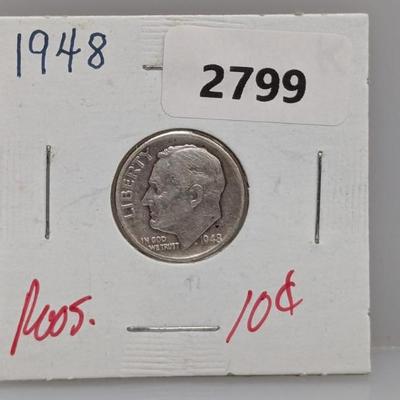 1948
2799
LIBERTY
IN GOD
WE TRUST
1948
Roos.
10¢